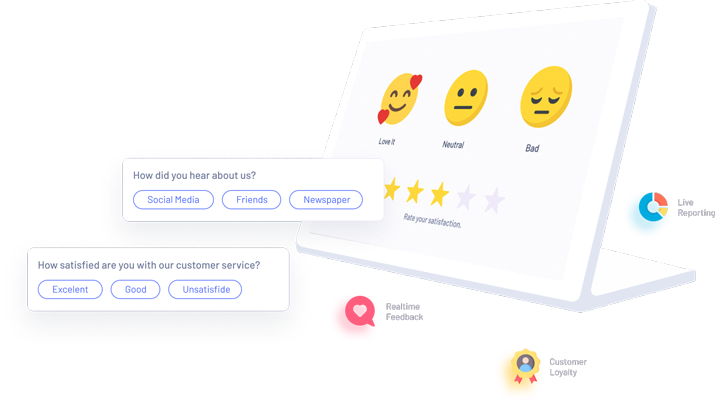 Love it
Neutral
Bad
How did you hear about us?
Social Media
Friends
Newspaper
Rate your satisfaction.
Live
Reporting
How satisfied are you with our customer service?
Excelent
Good
Unsatisfide
Realtime
Feedback
Customer
Loyalty